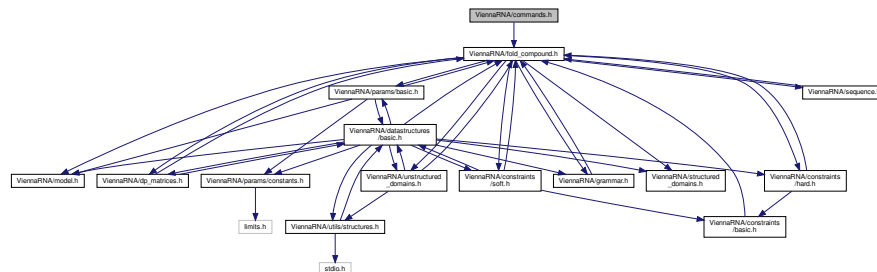 ViennaRNA/commands.h
ViennaRNA/fold_compound.h
ViennaRNA/params/basic.h
ViennaRNA/sequence.
ViennaRNA/datastructures
/basic.h
ViennaRNA/model.h
ViennaRNA/dp_matrices.h
ViennaRNA/params/constants.h
ViennaRNA/unstructured
_domains.h
ViennaRNA/constraints
/soft.h
ViennaRNA/grammar.h
ViennaRNA/structured
_domains.h
ViennaRNA/constraints
/hard.h
limits.h
ViennaRNA/utils/structures.h
ViennaRNA/constraints
/basic.h
stdio.h